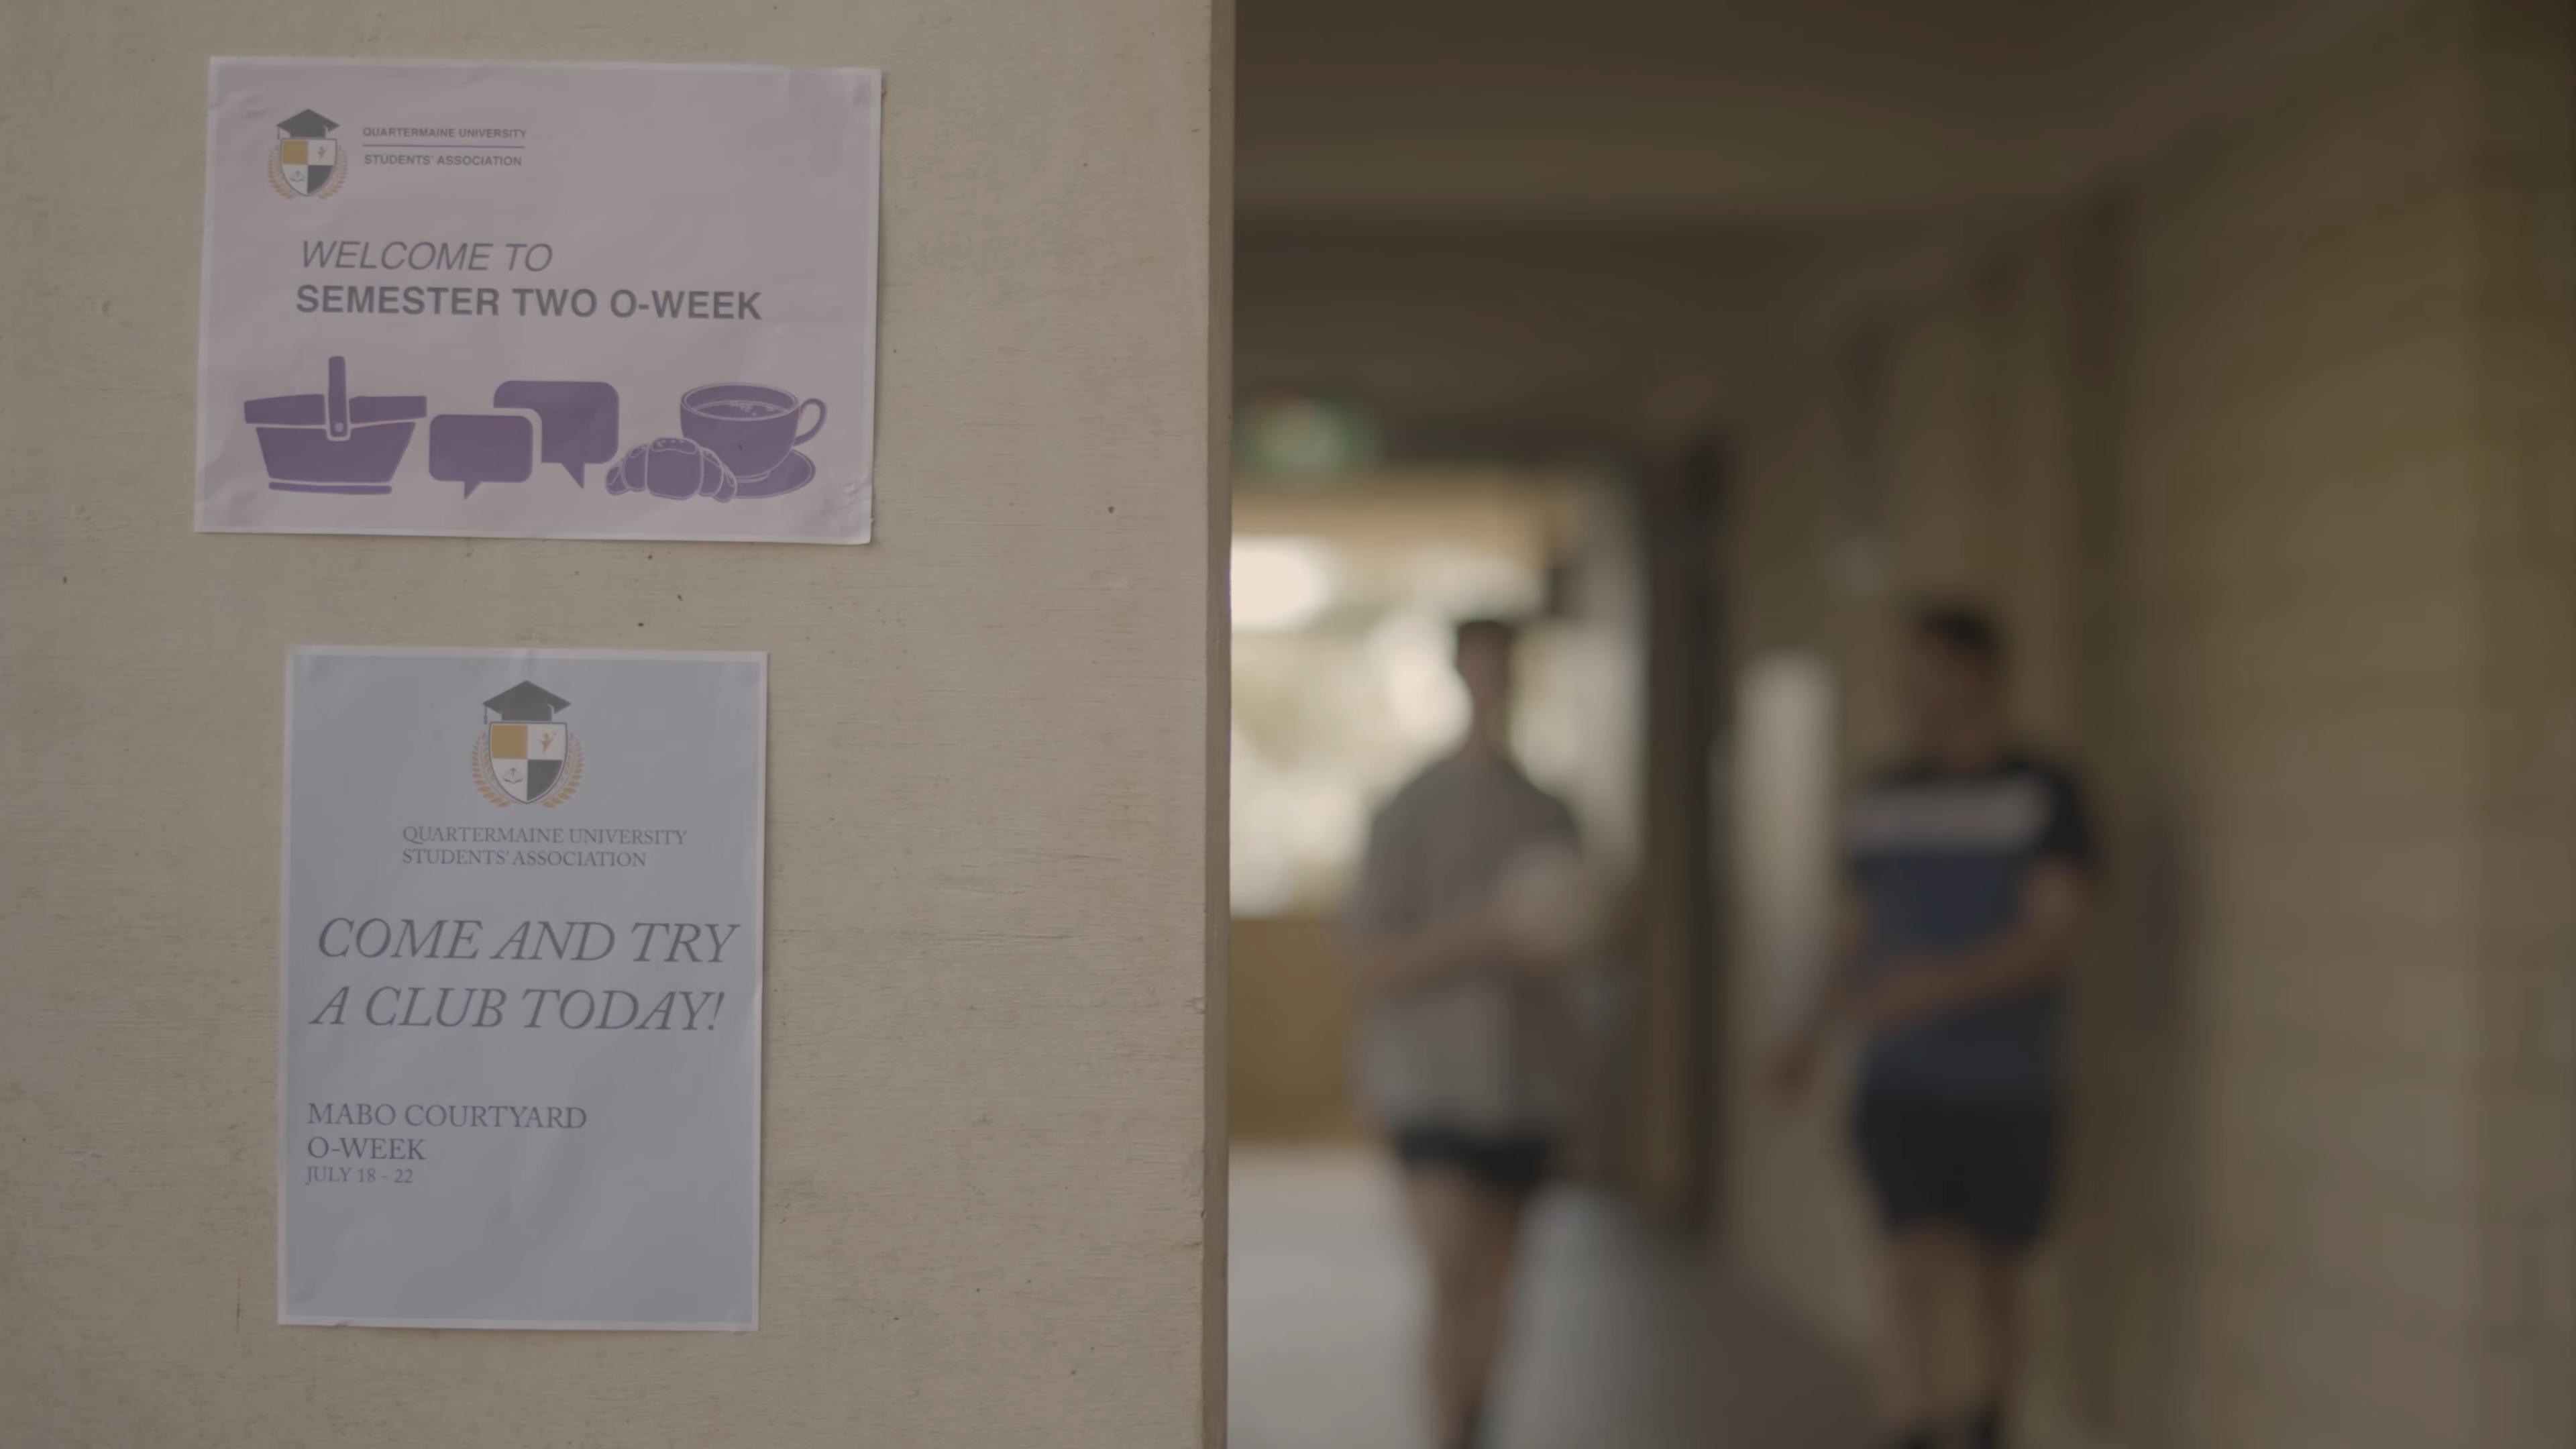 QUARTERMAINE UNIVERSITY
STUDENTS' ASSOCIATION
WELCOME TO
SEMESTER TWO O-WEEK
QUARTERMAINE UNIVERSITY
STUDENTS' ASSOCIATION
COME AND TRY
A CLUB TODAY!
MABO COURTYARD
O-WEEK
JULY 18 - 22